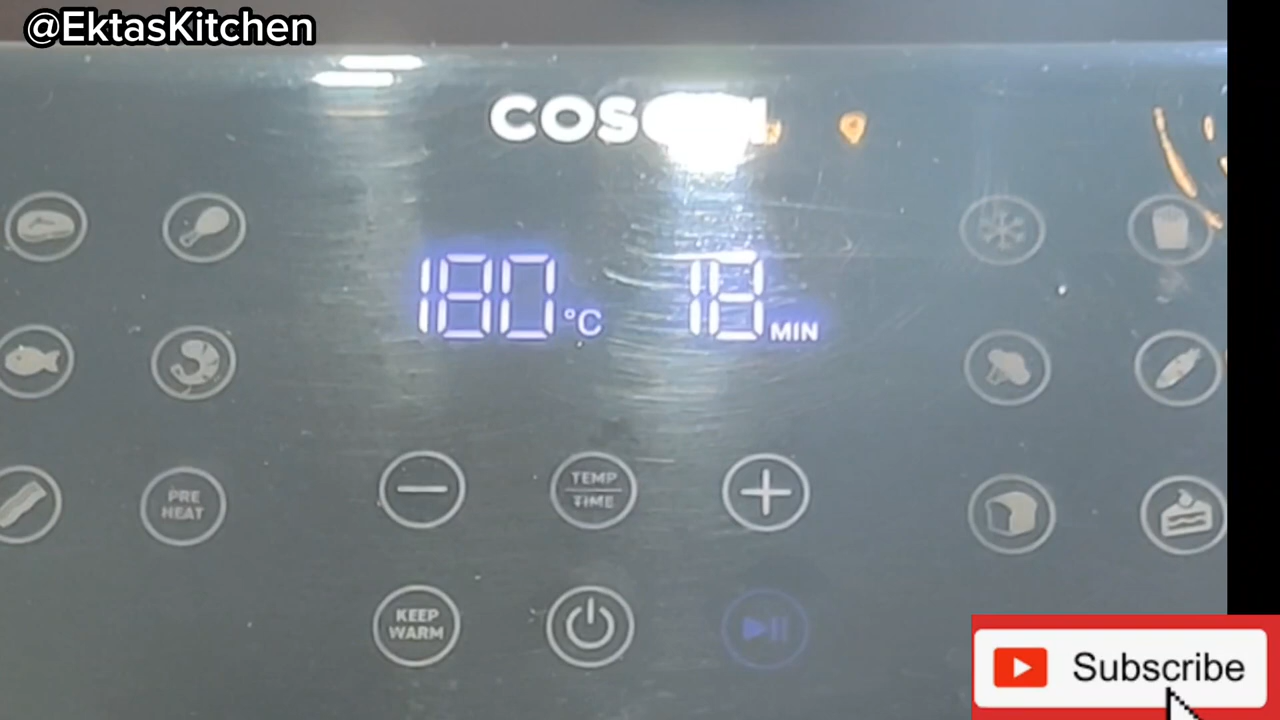 @EktasKitchen
180 °C 18 MIN
PRE
HEAT
TEMP
TIME
KEEP
WARM
Subscribe